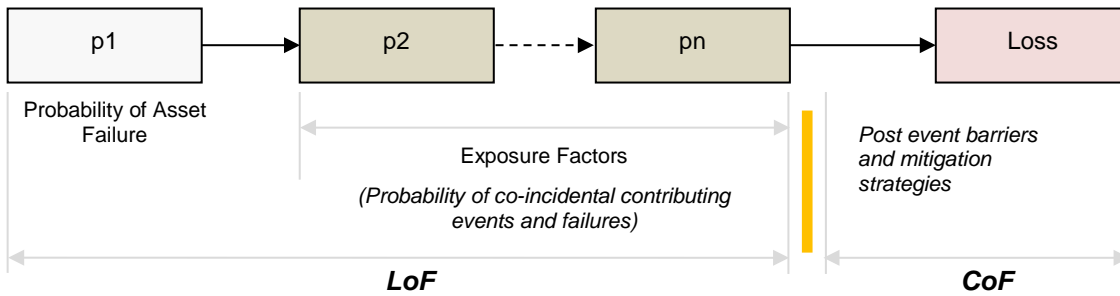 p1
p2
pn
Loss
Probability of Asset
Failure
Exposure Factors
(Probability of co-incidental contributing
events and failures)
Post event barriers
and mitigation
strategies
LoF
CoF